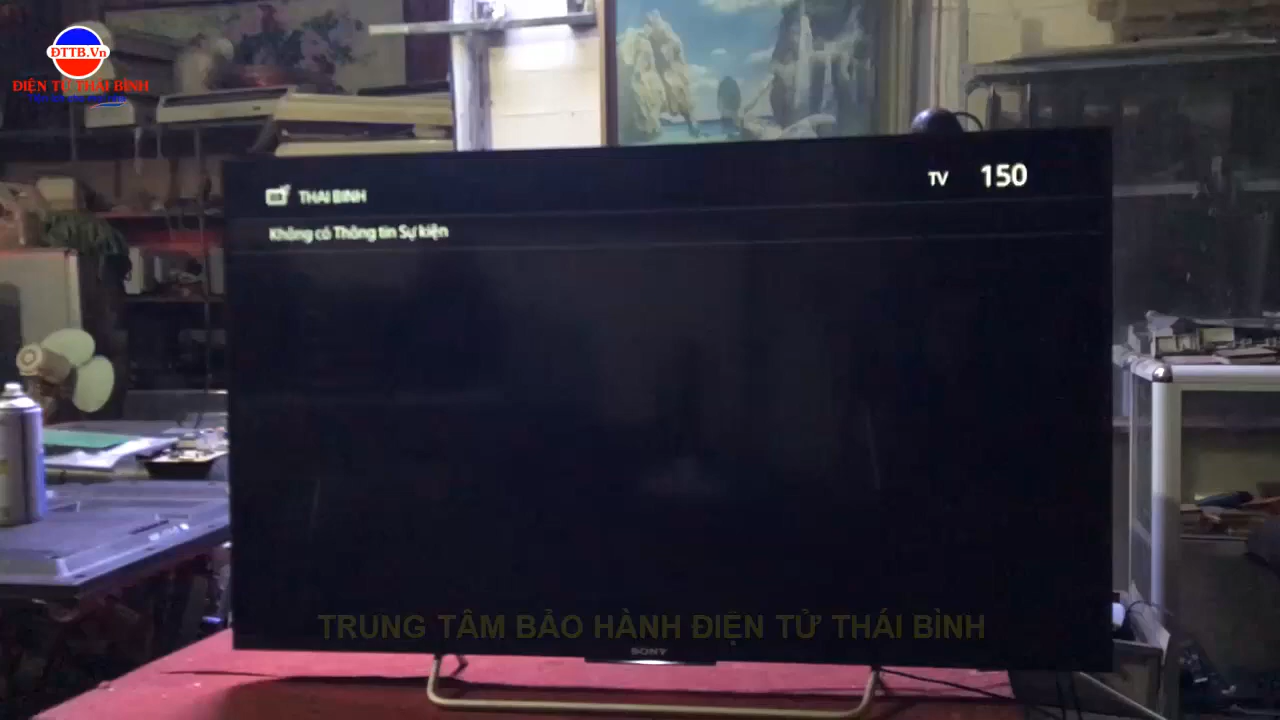 ĐTTB.Vn
ĐIỆN TỬ THÁI BÌNH
THAI BINH
TV 150
Không có Thông tin Sự kiện
TRUNG TÂM BẢO HÀNH ĐIỆN TỬ THÁI BÌNH
SONY